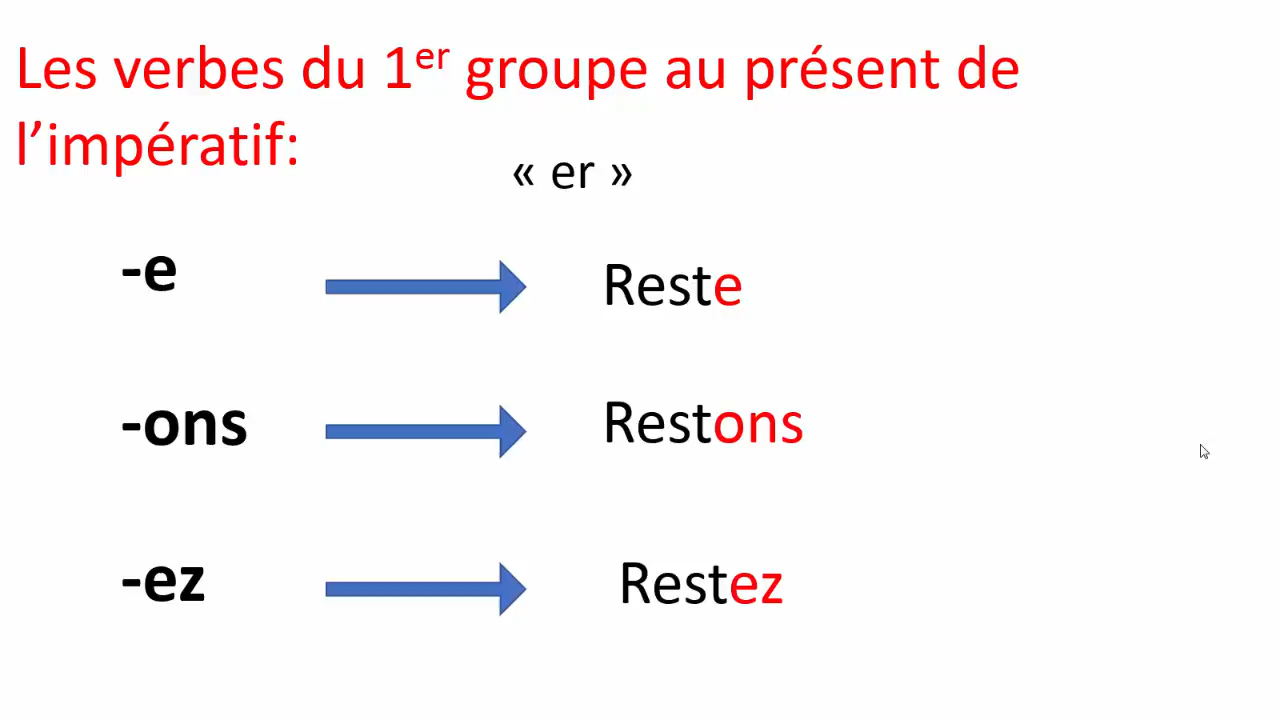 Les verbes du 1er groupe au présent de
l’impératif:
« er »
-e Reste
-ons Restons
-ez Restez